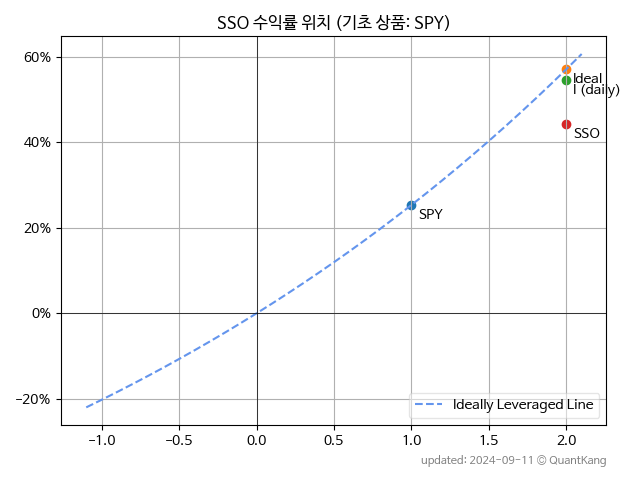 SSO 수익률 위치 (기초 상품: SPY)
60%
40%
20%
0%
−20%
Ideal
l (daily)
SSO
SPY
Ideally Leveraged Line
−1.0 −0.5 0.0 0.5 1.0 1.5 2.0
updated: 2024-09-11 © QuantKang